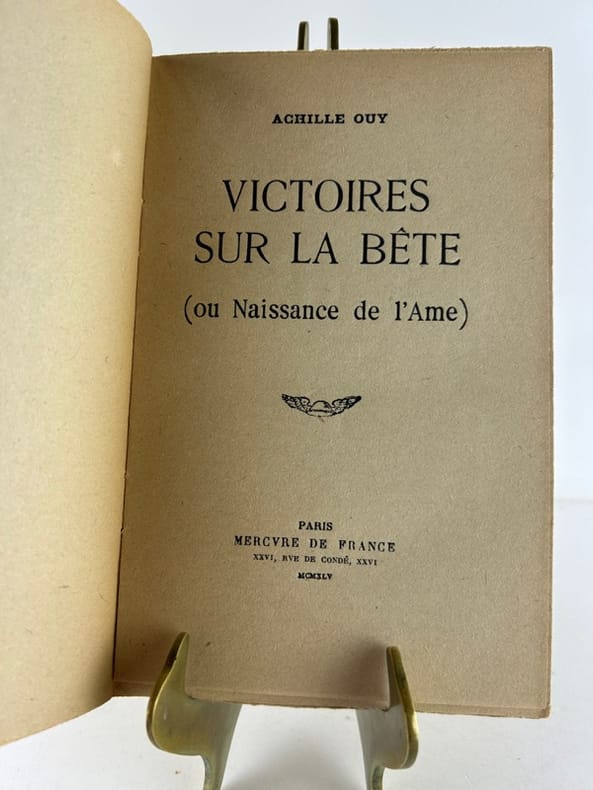 ACHILLE OUY
VICTOIRES
SUR LA BÊTE
(ou Naissance de l'Ame)
PARIS
MERCVRE DE FRANCE
XXVI, RVE DE CONDÉ, XXVI
MCMXLV